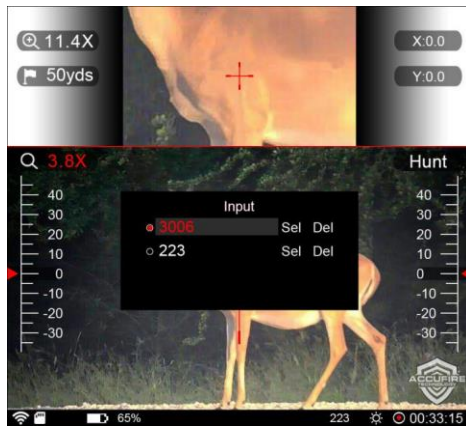 11.4X
X:0.0
50yds
Y:0.0
3.8X
Hunt
40
30
20
10
0
-10
-20
-30
Input
3006 Sel Del
223 Sel Del
40
30
20
10
0
-10
-20
-30
ACCUFIRE
TECHNOLOGY
65%
223
00:33:15